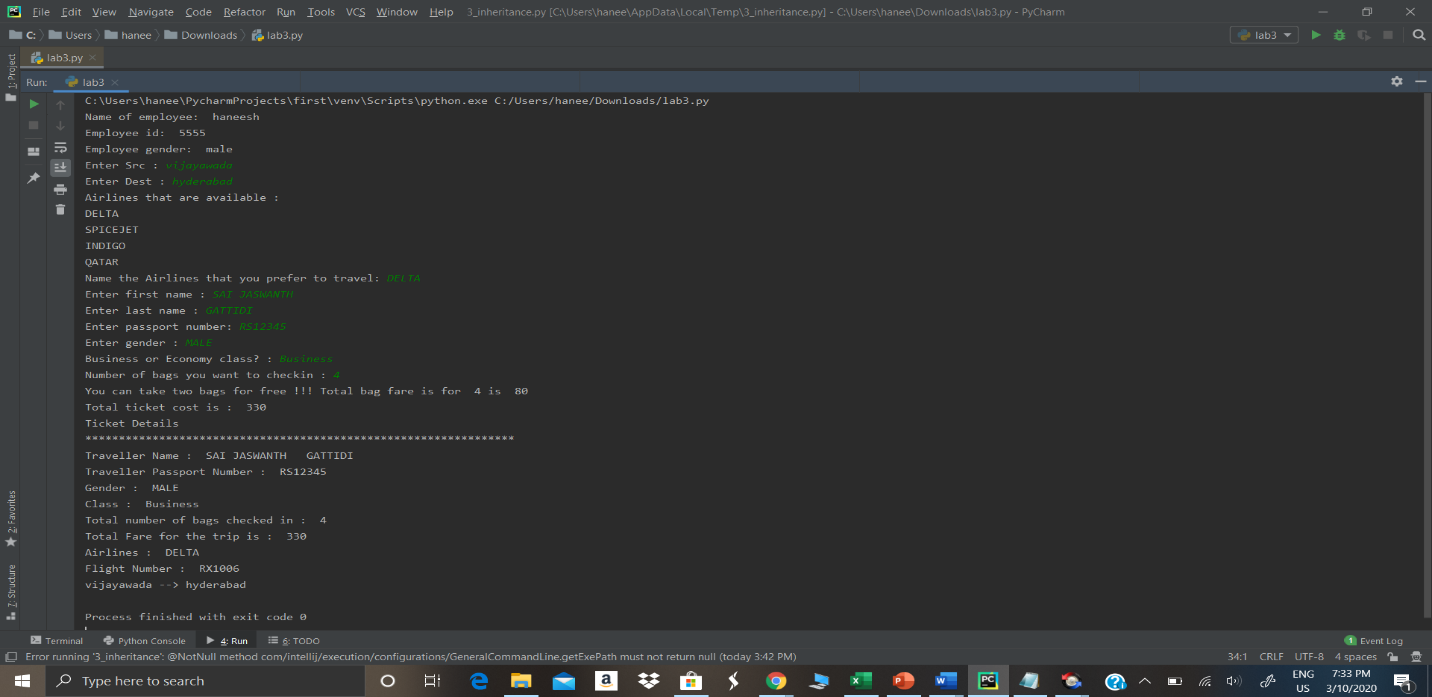 File Edit View Navigate Code Refactor Run Tools VCS Window Help 3_inheritance.py [C:\Users\hanee\AppData\Local\Temp\3_inheritance.py] - C:\Users\hanee\Downloads\lab3.py - PyCharm
C: Users hanee Downloads lab3.py lab3
1: Project
lab3.py
Run: lab3
C:\Users\hanee\PycharmProjects\first\venv\Scripts\python.exe C:/Users/hanee/Downloads/lab3.py
Name of employee:  haneesh
Employee id:  5555
Employee gender:  male
Enter Src : vijayawada
Enter Dest : hyderabad
Airlines that are available :
DELTA
SPICEJET
INDIGO
QATAR
Name the Airlines that you prefer to travel: DELTA
Enter first name : SAI JASWANTH
Enter last name : GATTIDI
Enter passport number: RS12345
Enter gender : MALE
Business or Economy class? : Business
Number of bags you want to checkin : 4
You can take two bags for free !!! Total bag fare is for  4 is  80
Total ticket cost is :  330
Ticket Details
****************************************************************
Traveller Name :  SAI JASWANTH   GATTIDI
Traveller Passport Number :  RS12345
Gender :  MALE
Class :  Business
Total number of bags checked in :  4
Total Fare for the trip is :  330
Airlines :  DELTA
Flight Number :  RX1006
vijayawada --> hyderabad
Process finished with exit code 0
2: Favorites
Z: Structure
Terminal Python Console 4: Run 6: TODO 1 Event Log
Error running '3_inheritance': @NotNull method com/intellij/execution/configurations/GeneralCommandLine.getExePath must not return null (today 3:42 PM) 34:1 CRLF UTF-8 4 spaces
Type here to search
ENG
US
7:33 PM
3/10/2020
1